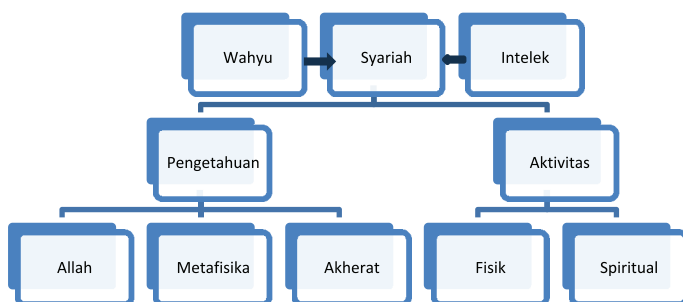 Wahyu
Syariah
Intelek
Pengetahuan
Aktivitas
Allah
Metafisika
Akherat
Fisik
Spiritual